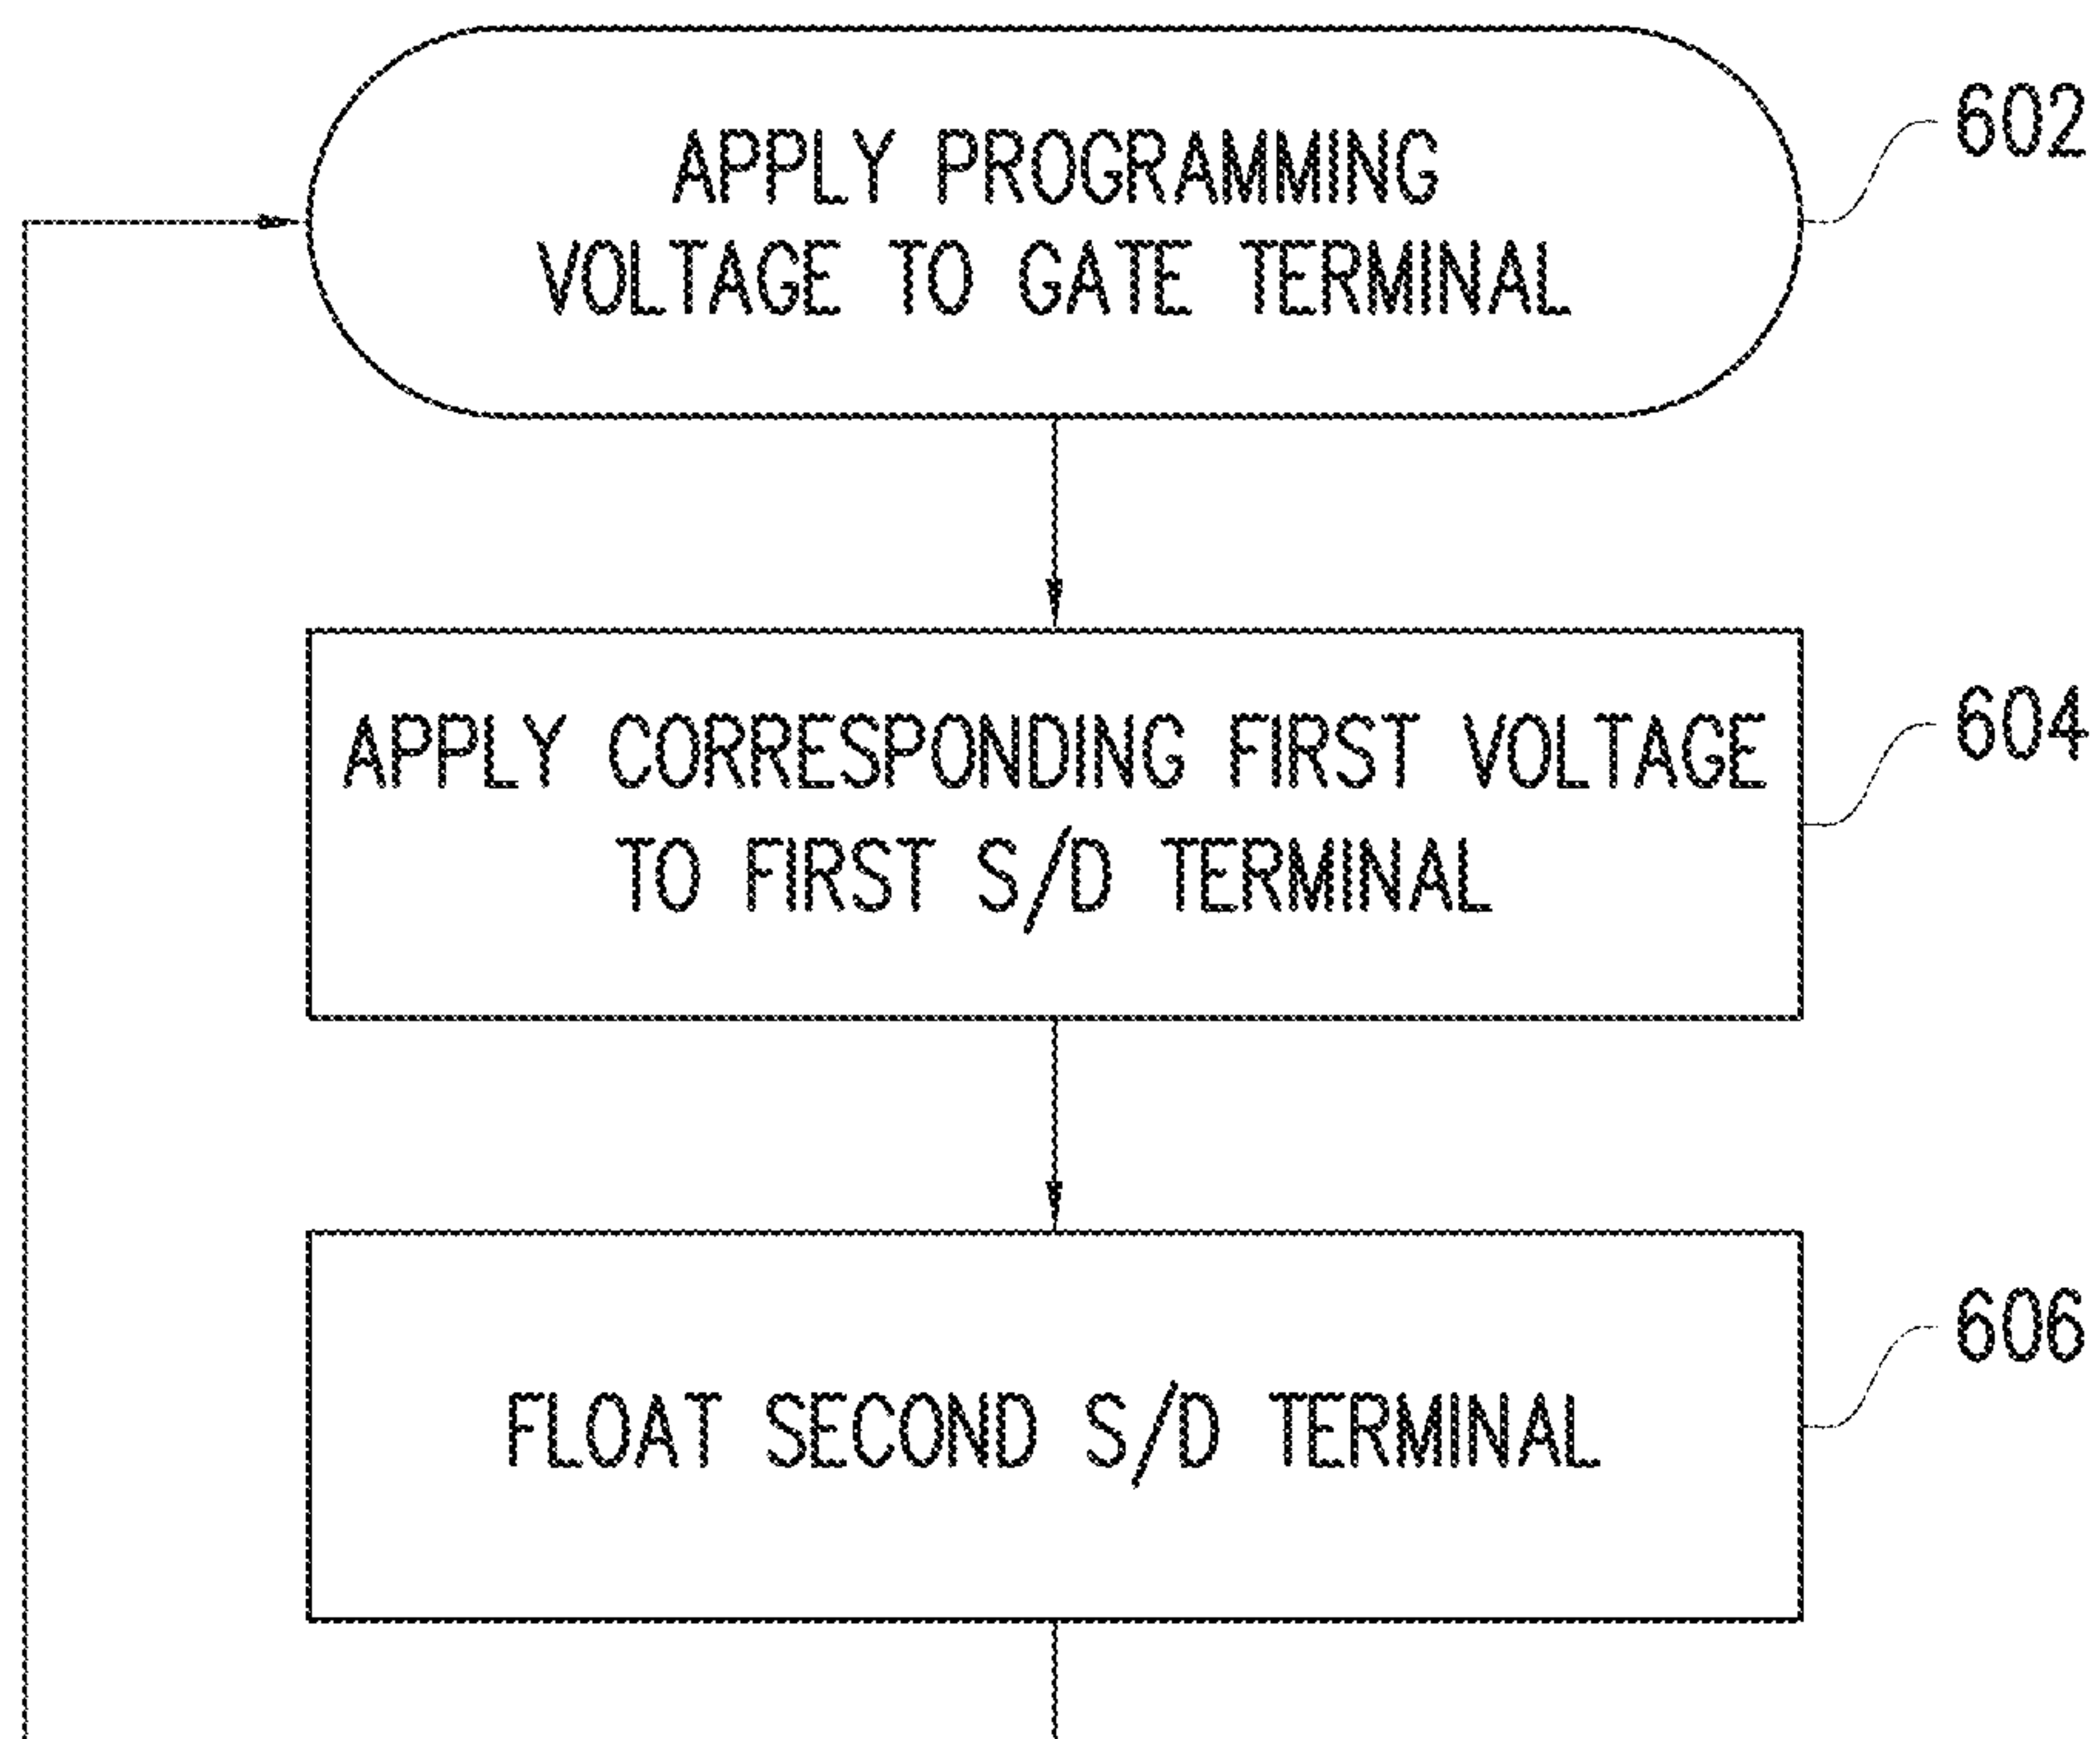 APPLY PROGRAMMING
VOLTAGE TO GATE TERMINAL
602
APPLY CORRESPONDING FIRST VOLTAGE
TO FIRST S/D TERMINAL
604
FLOAT SECOND S/D TERMINAL
606